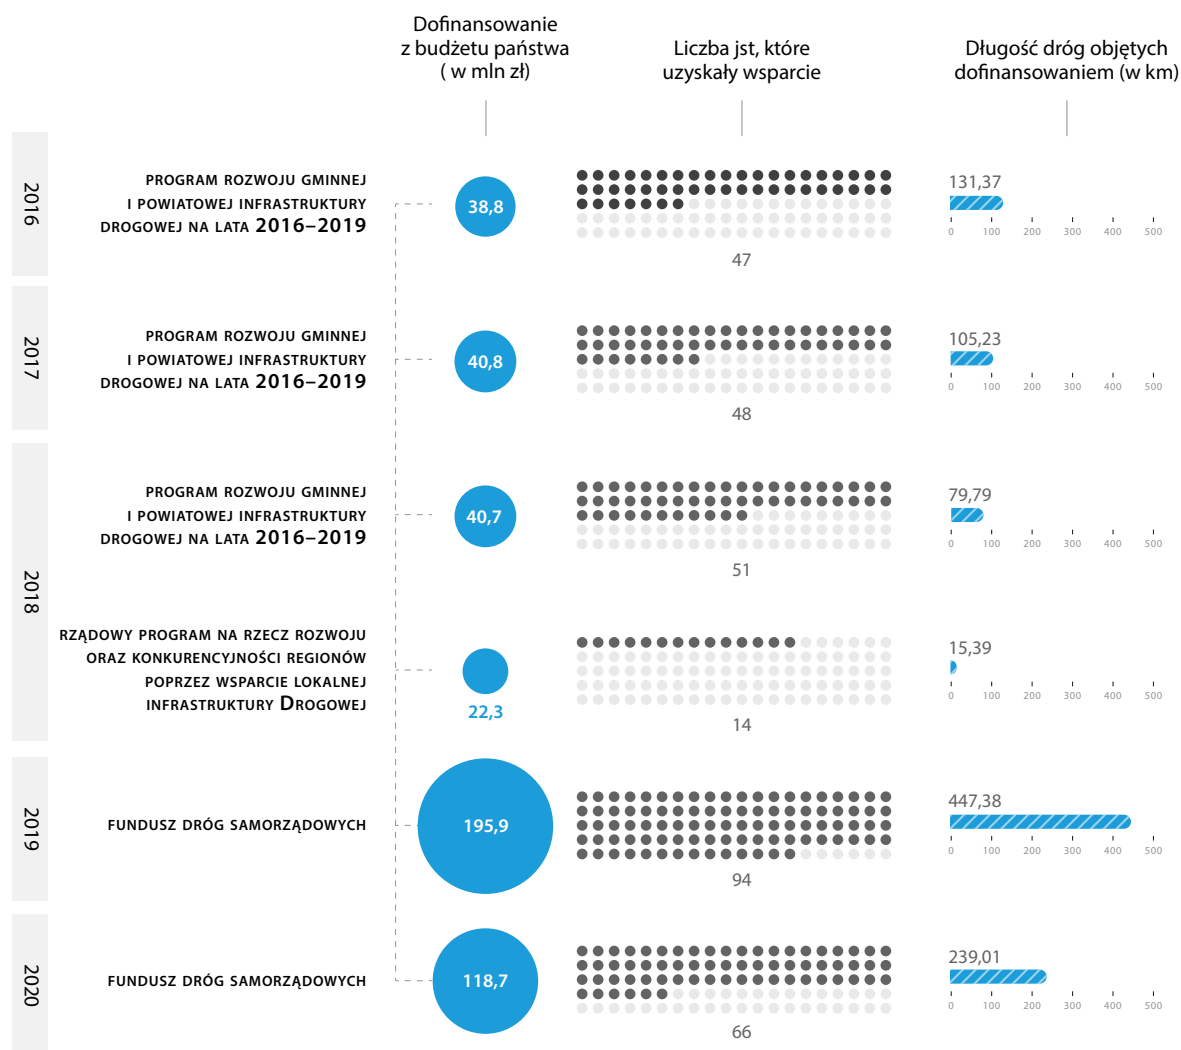 Dofinansowanie
z budżetu państwa
( w mln zł)
Liczba jst, które
uzyskały wsparcie
Długość dróg objętych
dofinansowaniem (w km)
2016
PROGRAM ROZWOJU GMINNEJ
I POWIATOWEJ INFRASTRUKTURY
DROGOWEJ NA LATA 2016–2019
38,8
47
131,37
0 100 200 300 400 500
2017
PROGRAM ROZWOJU GMINNEJ
I POWIATOWEJ INFRASTRUKTURY
DROGOWEJ NA LATA 2016–2019
40,8
48
105,23
0 100 200 300 400 500
2018
PROGRAM ROZWOJU GMINNEJ
I POWIATOWEJ INFRASTRUKTURY
DROGOWEJ NA LATA 2016–2019
40,7
51
79,79
0 100 200 300 400 500
RZĄDOWY PROGRAM NA RZECZ ROZWOJU
ORAZ KONKURENCYJNOŚCI REGIONÓW
POPRZEZ WSPARCIE LOKALNEJ
INFRASTRUKTURY DROGOWEJ
22,3
14
15,39
0 100 200 300 400 500
2019
FUNDUSZ DRÓG SAMORZĄDOWYCH
195,9
94
447,38
0 100 200 300 400 500
2020
FUNDUSZ DRÓG SAMORZĄDOWYCH
118,7
66
239,01
0 100 200 300 400 500